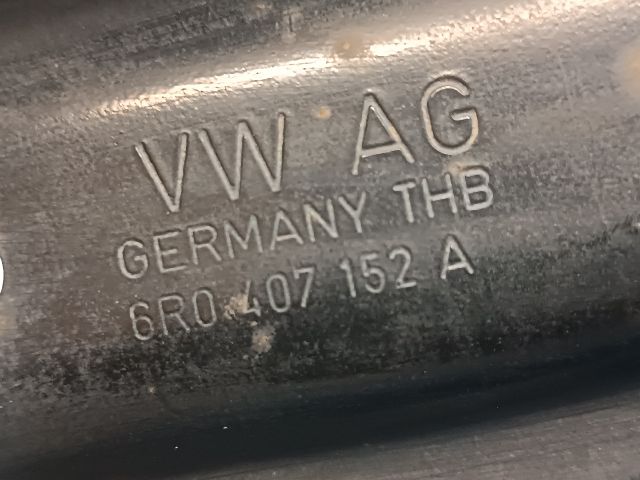 VW AG
GERMANY THB
6R0 407 152 A